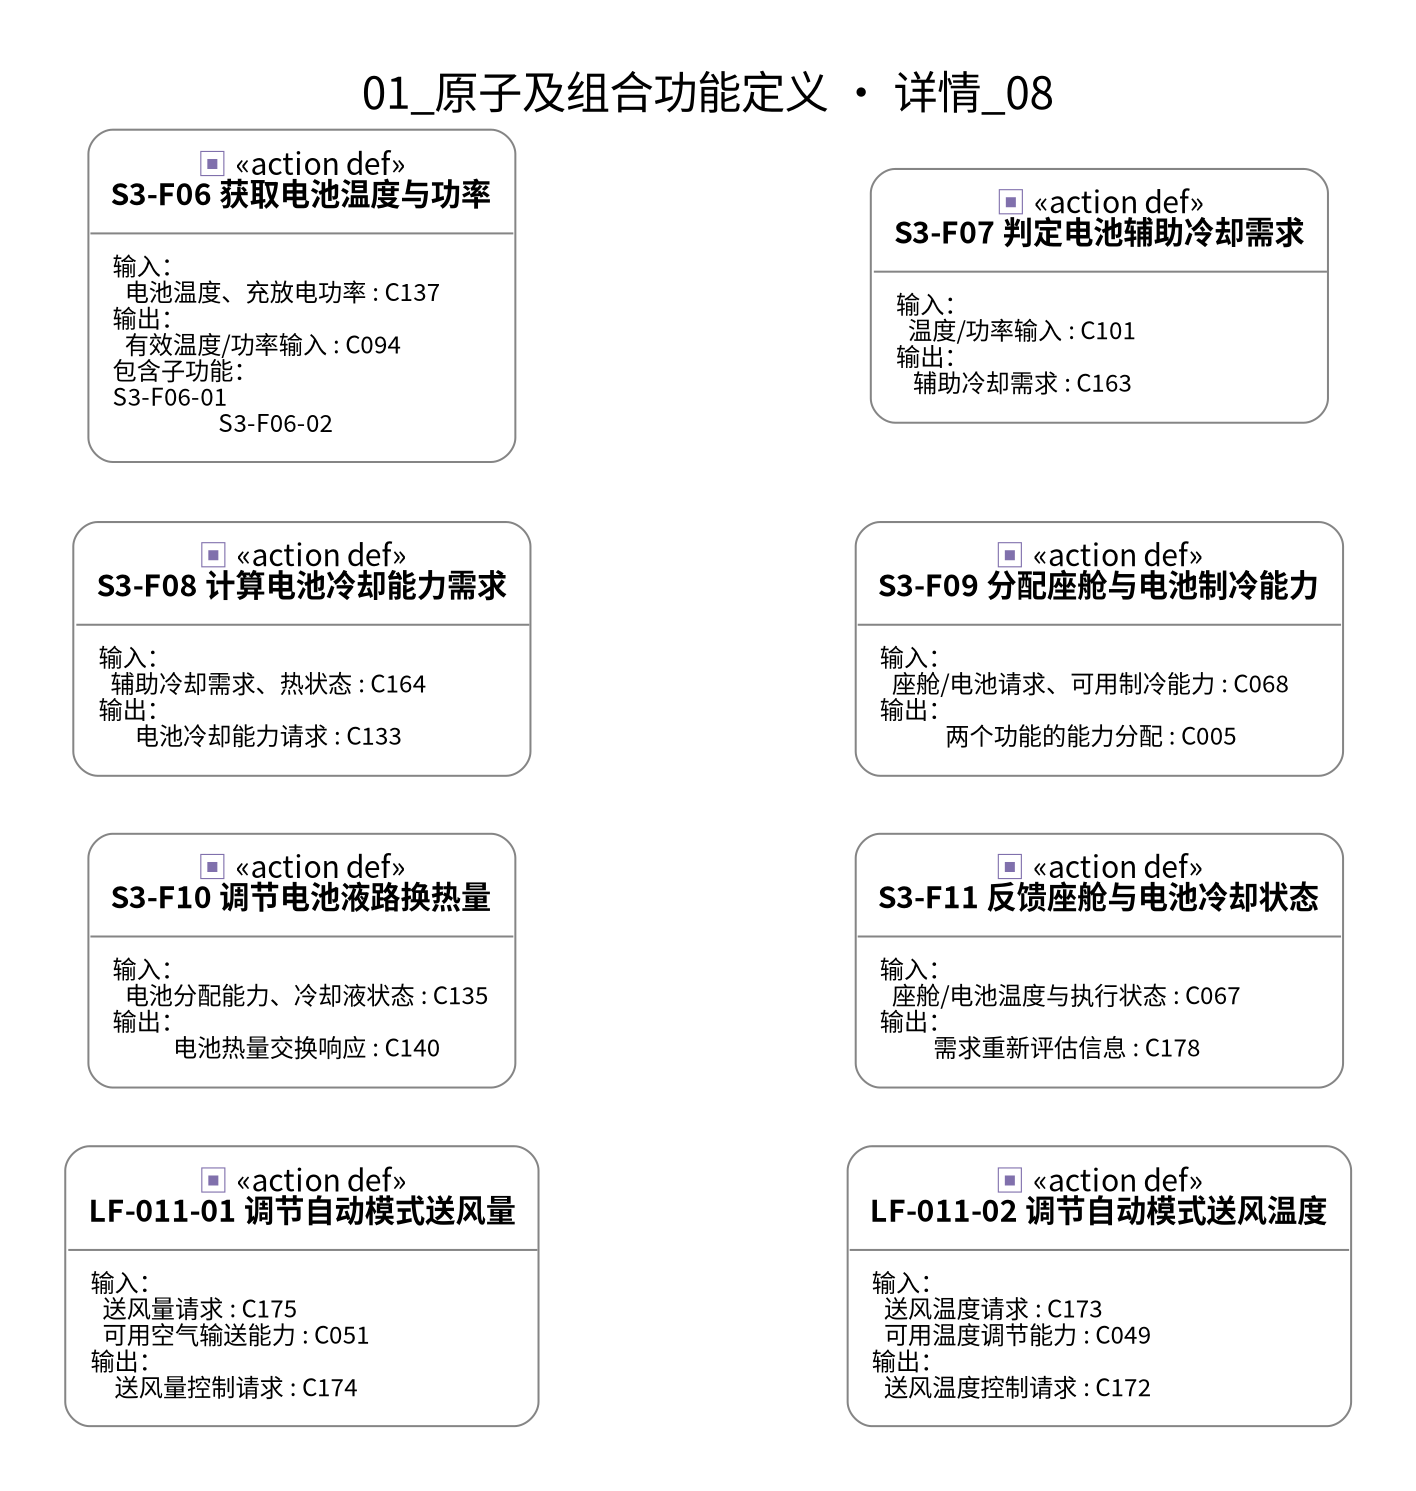 01_原子及组合功能定义 · 详情_08
«action def»
S3-F06 获取电池温度与功率
输入：
电池温度、充放电功率 : C137
输出：
有效温度/功率输入 : C094
包含子功能：
S3-F06-01
S3-F06-02
«action def»
S3-F07 判定电池辅助冷却需求
输入：
温度/功率输入 : C101
输出：
辅助冷却需求 : C163
«action def»
S3-F08 计算电池冷却能力需求
输入：
辅助冷却需求、热状态 : C164
输出：
电池冷却能力请求 : C133
«action def»
S3-F09 分配座舱与电池制冷能力
输入：
座舱/电池请求、可用制冷能力 : C068
输出：
两个功能的能力分配 : C005
«action def»
S3-F10 调节电池液路换热量
输入：
电池分配能力、冷却液状态 : C135
输出：
电池热量交换响应 : C140
«action def»
S3-F11 反馈座舱与电池冷却状态
输入：
座舱/电池温度与执行状态 : C067
输出：
需求重新评估信息 : C178
«action def»
LF-011-01 调节自动模式送风量
输入：
送风量请求 : C175
可用空气输送能力 : C051
输出：
送风量控制请求 : C174
«action def»
LF-011-02 调节自动模式送风温度
输入：
送风温度请求 : C173
可用温度调节能力 : C049
输出：
送风温度控制请求 : C172